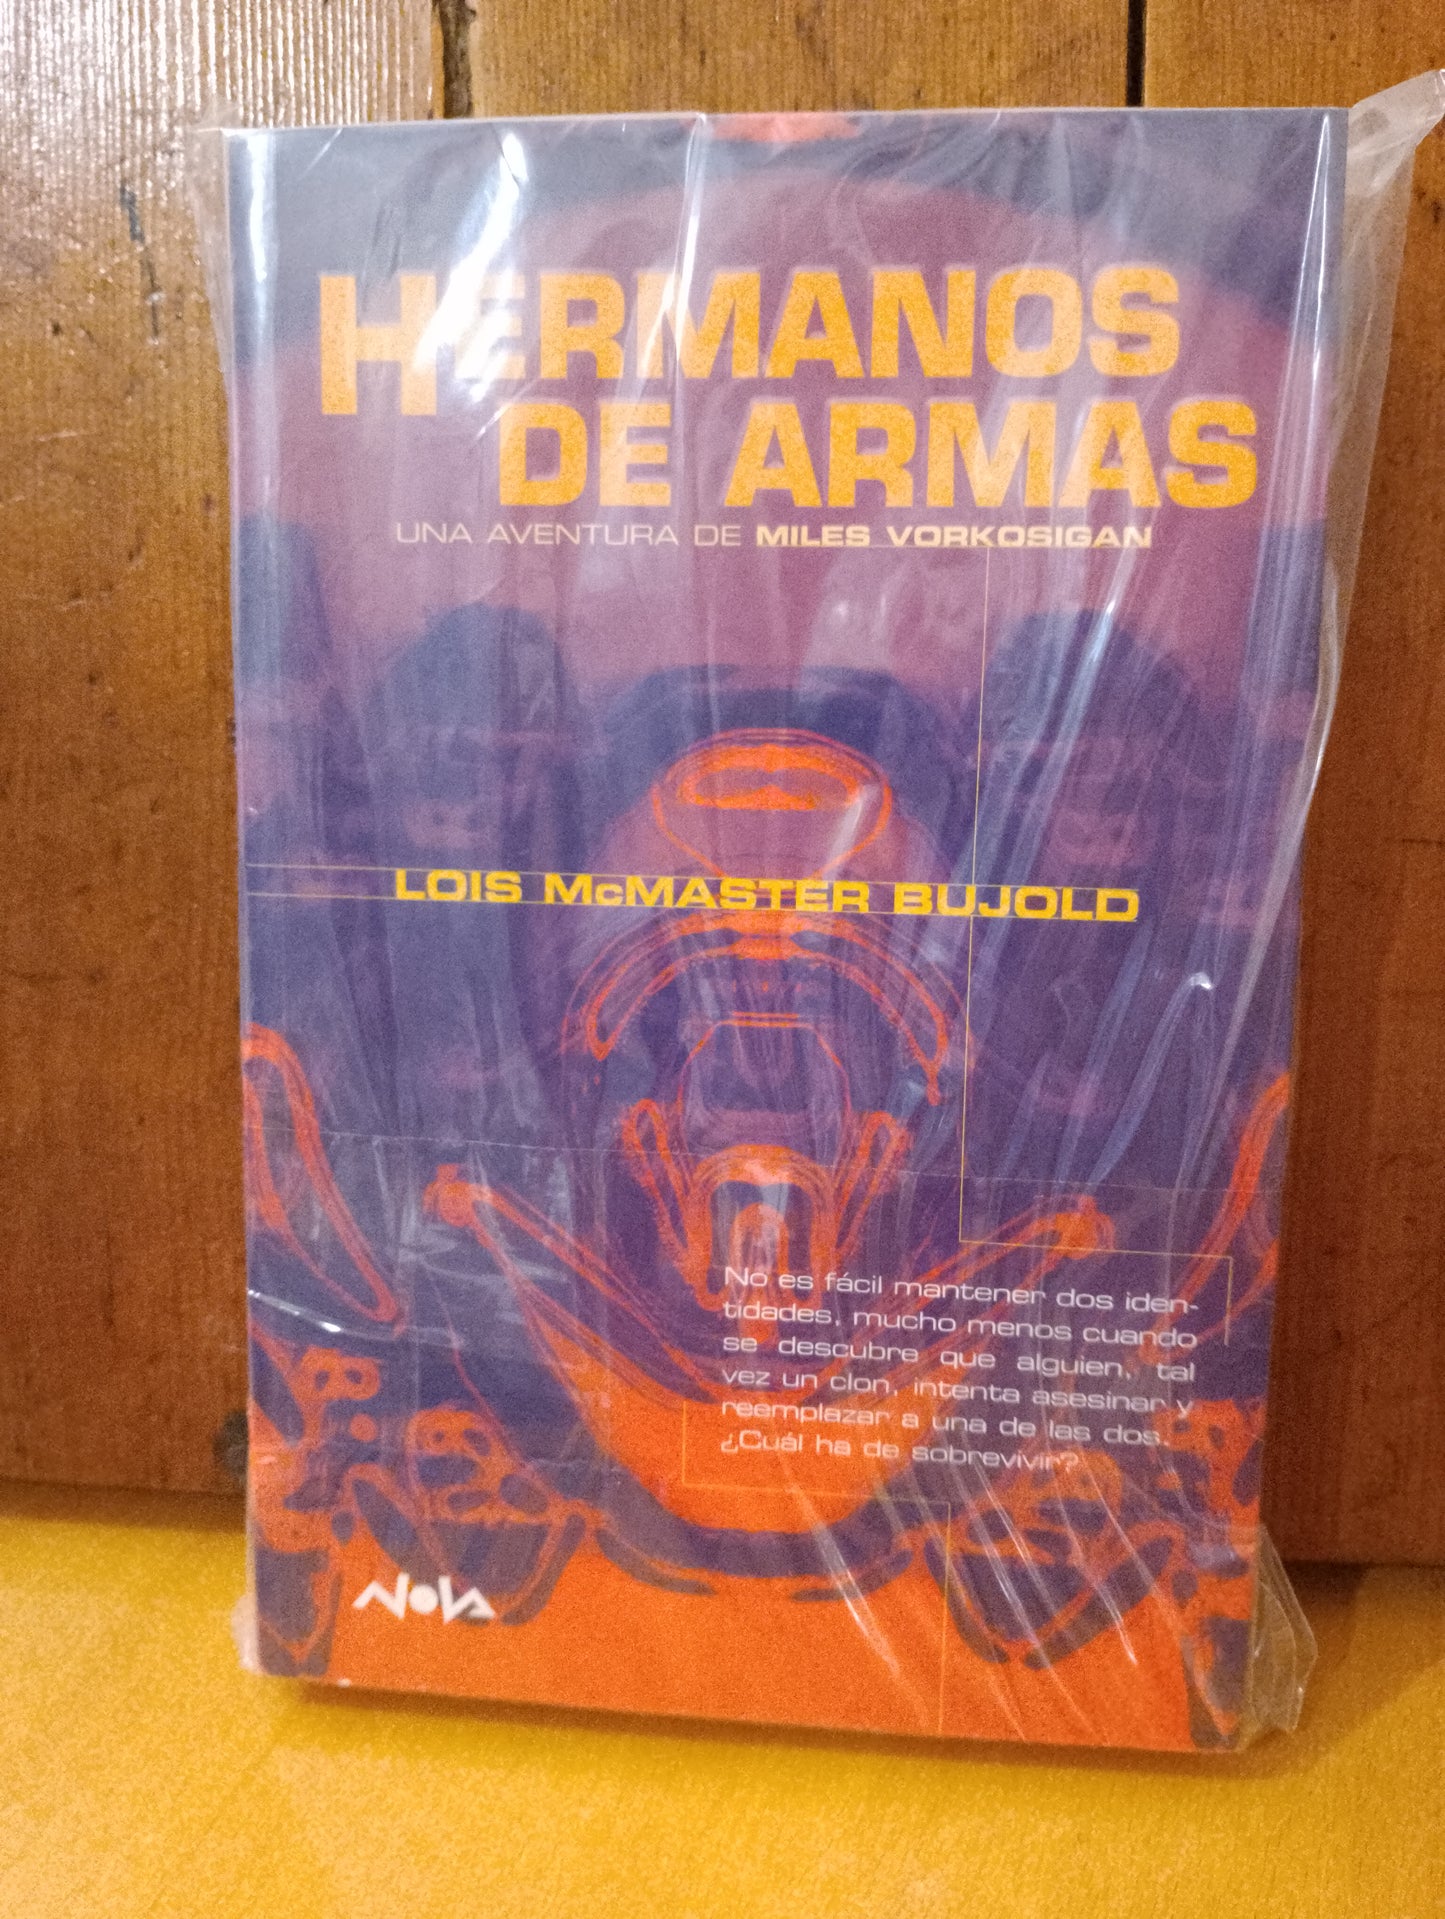 HERMANOS
DE ARMAS
UNA AVENTURA DE MILES VORKOSIGAN
LOIS McMASTER BUJOLD
No es fácil mantener dos iden-
tidades, mucho menos cuando
se descubre que alguien, tal
vez un clon, intenta asesinar y
reemplazar a una de las dos.
¿Cuál ha de sobrevivir?
NOVA